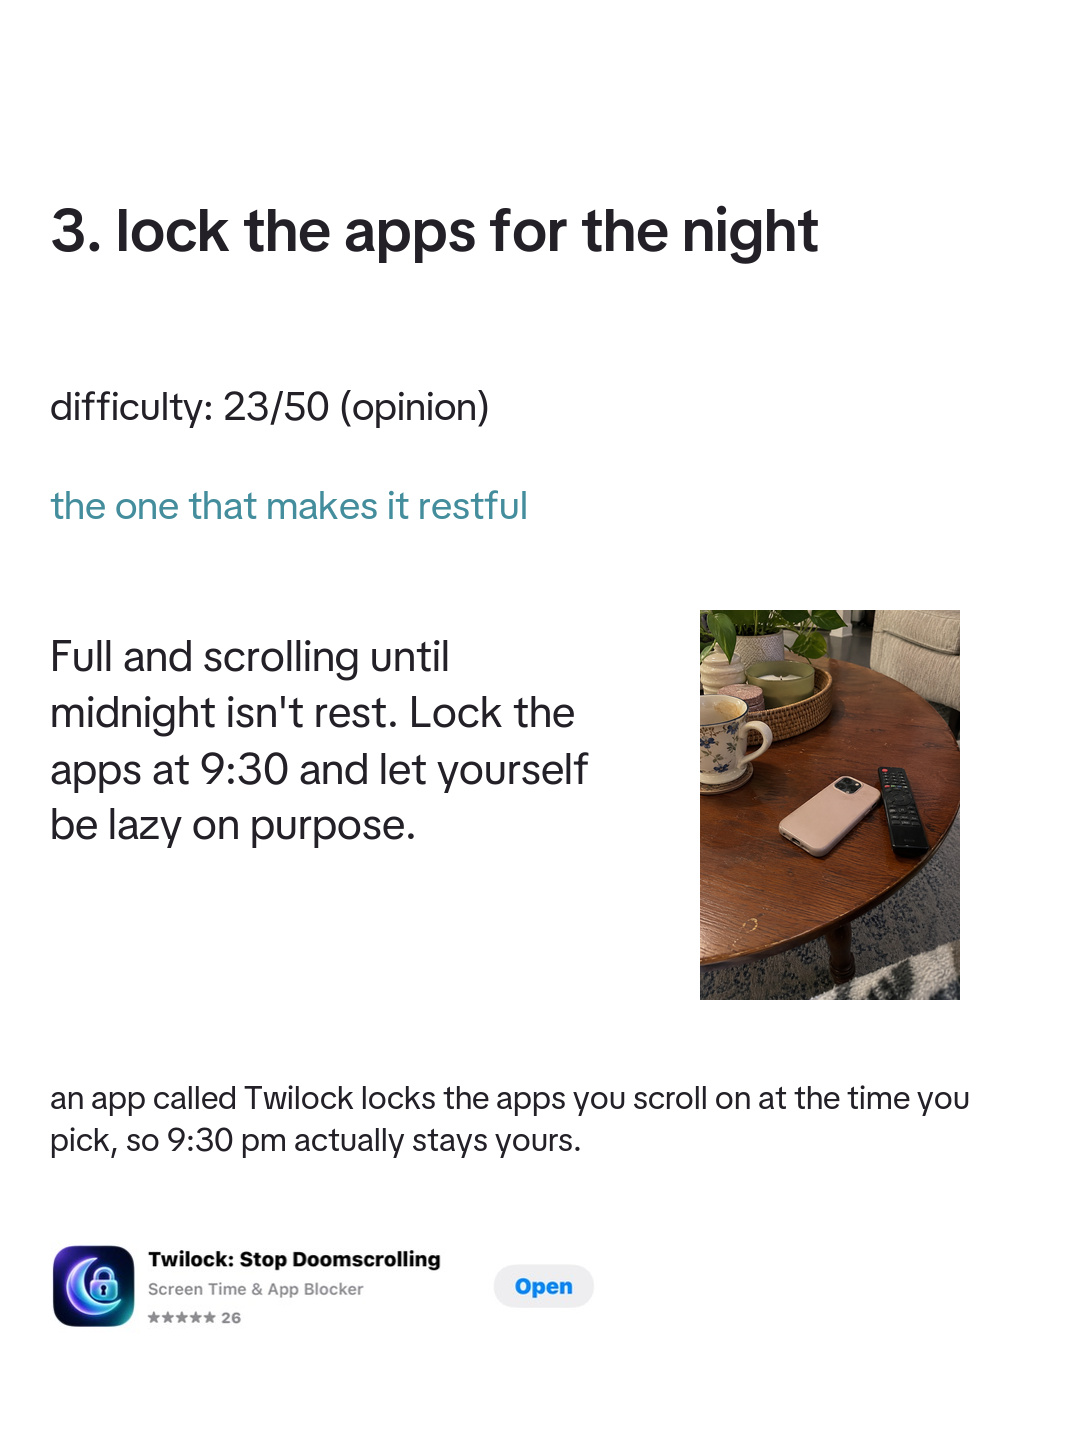 3. lock the apps for the night
difficulty: 23/50 (opinion)
the one that makes it restful
Full and scrolling until
midnight isn't rest. Lock the
apps at 9:30 and let yourself
be lazy on purpose.
an app called Twilock locks the apps you scroll on at the time you
pick, so 9:30 pm actually stays yours.
Twilock: Stop Doomscrolling
Screen Time & App Blocker
Open
★★★★★ 26